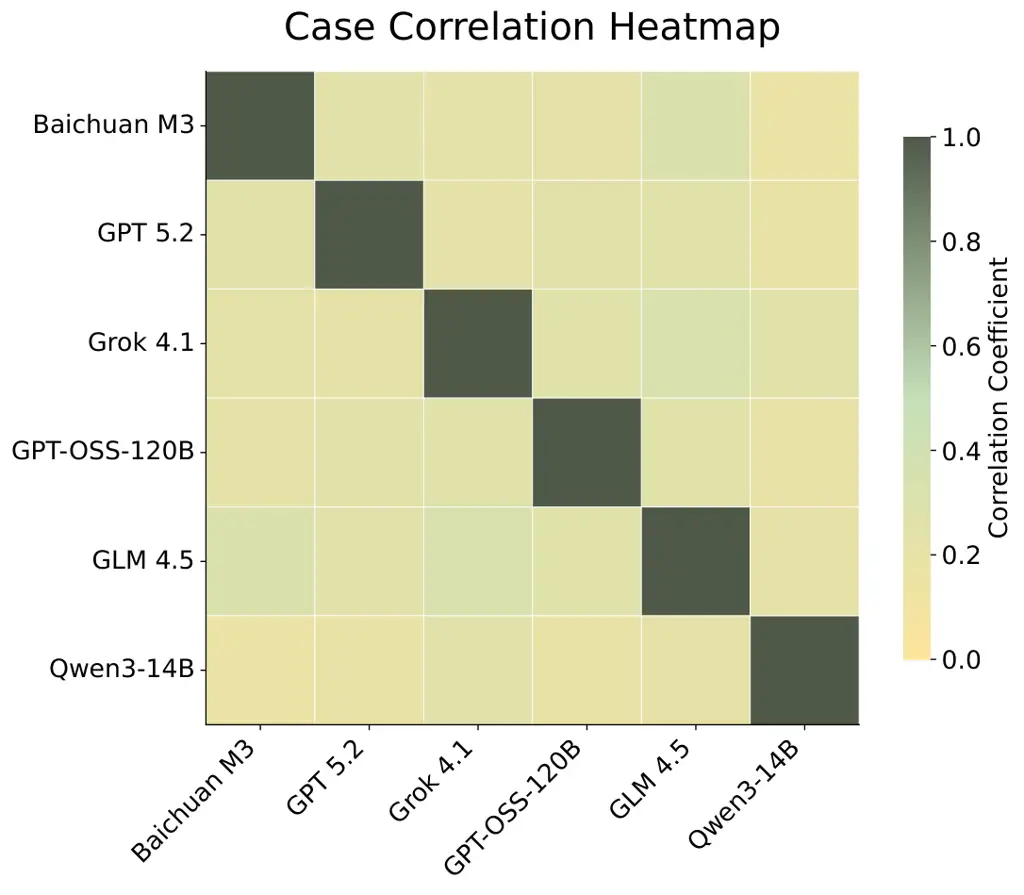 Case Correlation Heatmap
Baichuan M3
GPT 5.2
Grok 4.1
GPT-OSS-120B
GLM 4.5
Qwen3-14B
Baichuan M3
GPT 5.2
Grok 4.1
GPT-OSS-120B
GLM 4.5
Qwen3-14B
1.0
0.8
0.6
0.4
0.2
0.0
Correlation Coefficient